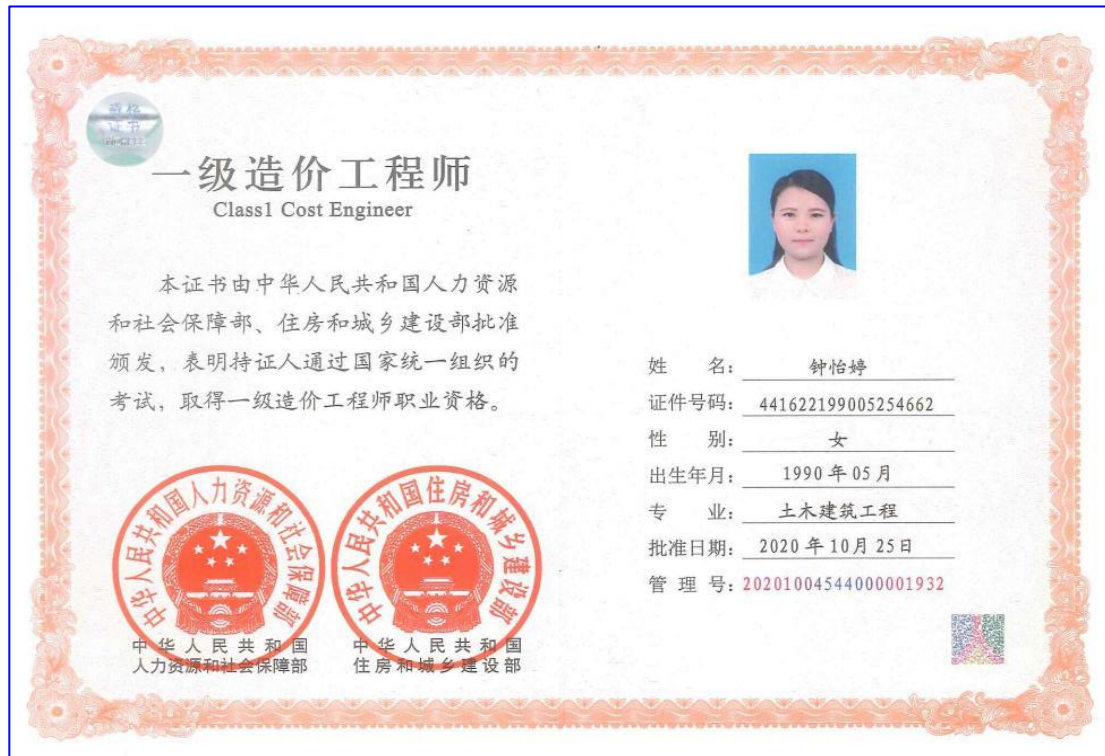 资格
证书
一级造价工程师
Class1 Cost Engineer
本证书由中华人民共和国人力资源
和社会保障部、住房和城乡建设部批准
颁发,表明持证人通过国家统一组织的
考试,取得一级造价工程师职业资格。
中华人民共和国人力资源和社会保障部
中华人民共和国住房和城乡建设部
中华人民共和国
人力资源和社会保障部
中华人民共和国
住房和城乡建设部
姓 名: 钟怡婷
证件号码: 441622199005254662
性 别: 女
出生年月: 1990年05月
专 业: 土木建筑工程
批准日期: 2020年10月25日
管 理 号: 20201004544000001932